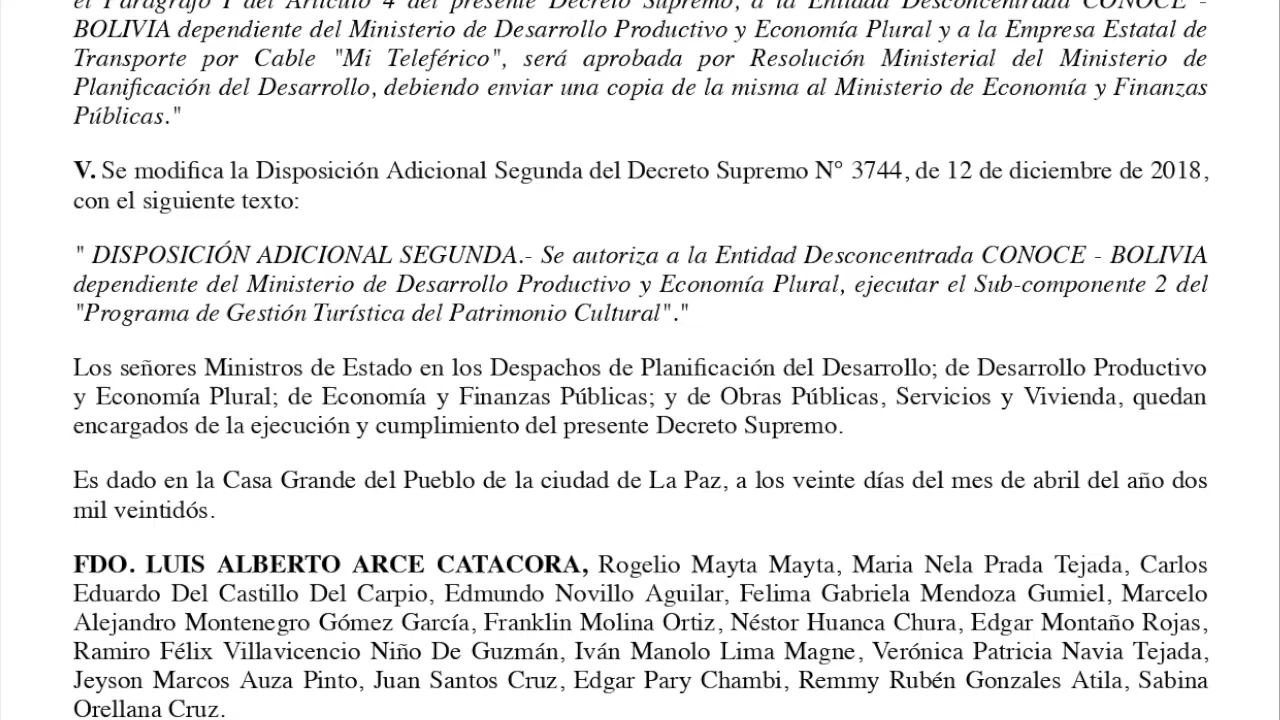 el Parágrafo I del Artículo 4 del presente Decreto Supremo, a la Entidad Desconcentrada CONOCE -
BOLIVIA dependiente del Ministerio de Desarrollo Productivo y Economía Plural y a la Empresa Estatal de
Transporte por Cable "Mi Teleférico", será aprobada por Resolución Ministerial del Ministerio de
Planificación del Desarrollo, debiendo enviar una copia de la misma al Ministerio de Economía y Finanzas
Públicas."
V. Se modifica la Disposición Adicional Segunda del Decreto Supremo N° 3744, de 12 de diciembre de 2018,
con el siguiente texto:
" DISPOSICIÓN ADICIONAL SEGUNDA.- Se autoriza a la Entidad Desconcentrada CONOCE - BOLIVIA
dependiente del Ministerio de Desarrollo Productivo y Economía Plural, ejecutar el Sub-componente 2 del
"Programa de Gestión Turística del Patrimonio Cultural"."
Los señores Ministros de Estado en los Despachos de Planificación del Desarrollo; de Desarrollo Productivo
y Economía Plural; de Economía y Finanzas Públicas; y de Obras Públicas, Servicios y Vivienda, quedan
encargados de la ejecución y cumplimiento del presente Decreto Supremo.
Es dado en la Casa Grande del Pueblo de la ciudad de La Paz, a los veinte días del mes de abril del año dos
mil veintidós.
FDO. LUIS ALBERTO ARCE CATACORA, Rogelio Mayta Mayta, Maria Nela Prada Tejada, Carlos
Eduardo Del Castillo Del Carpio, Edmundo Novillo Aguilar, Felima Gabriela Mendoza Gumiel, Marcelo
Alejandro Montenegro Gómez García, Franklin Molina Ortiz, Néstor Huanca Chura, Edgar Montaño Rojas,
Ramiro Félix Villavicencio Niño De Guzmán, Iván Manolo Lima Magne, Verónica Patricia Navia Tejada,
Jeyson Marcos Auza Pinto, Juan Santos Cruz, Edgar Pary Chambi, Remmy Rubén Gonzales Atila, Sabina
Orellana Cruz.